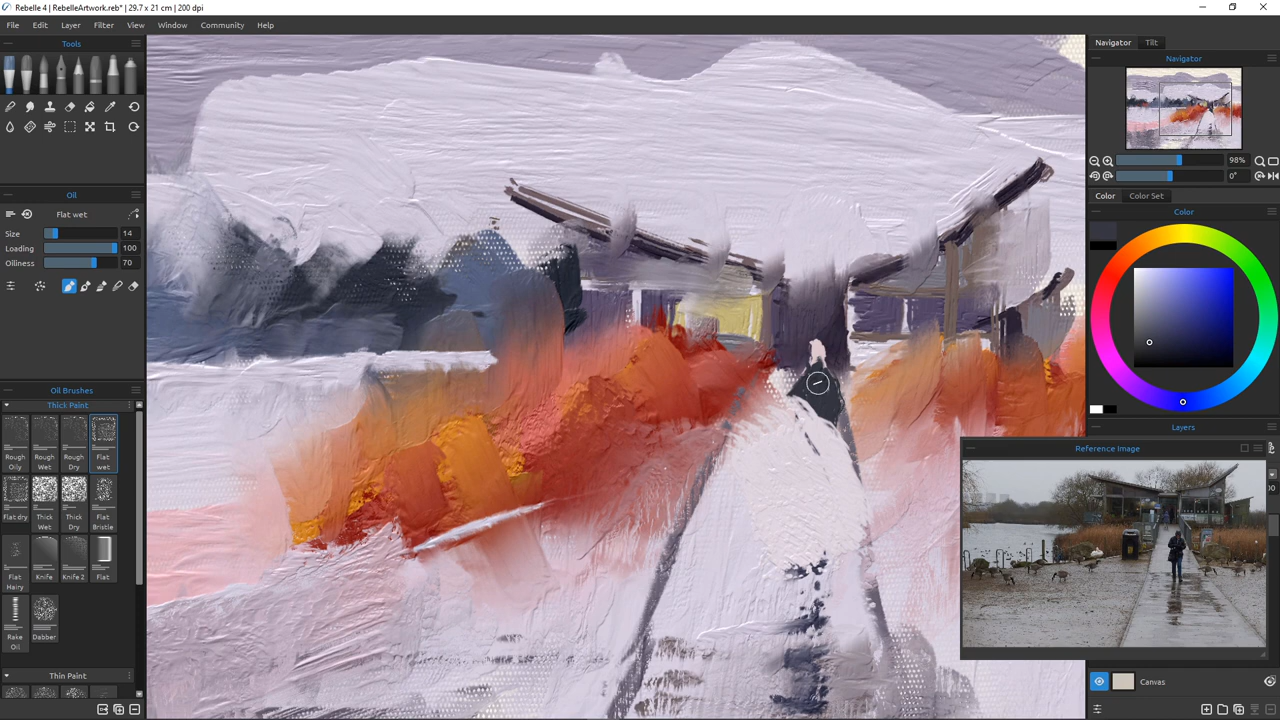 Rebelle 4 | RebelleArtwork.reb* | 29.7 x 21 cm | 200 dpi
File Edit Layer Filter View Window Community Help
Tools
Oil
Flat wet
Size 14
Loading 100
Oiliness 70
Oil Brushes
Thick Paint
Rough Oily
Rough Wet
Rough Dry
Flat wet
Flat dry
Thick Wet
Thick Dry
Flat Bristle
Flat Hairy
Knife
Knife 2
Flat
Rake Oil
Dabber
Thin Paint
Navigator Tilt
Navigator
98%
0°
Color Color Set
Color
Layers
Reference Image
Canvas